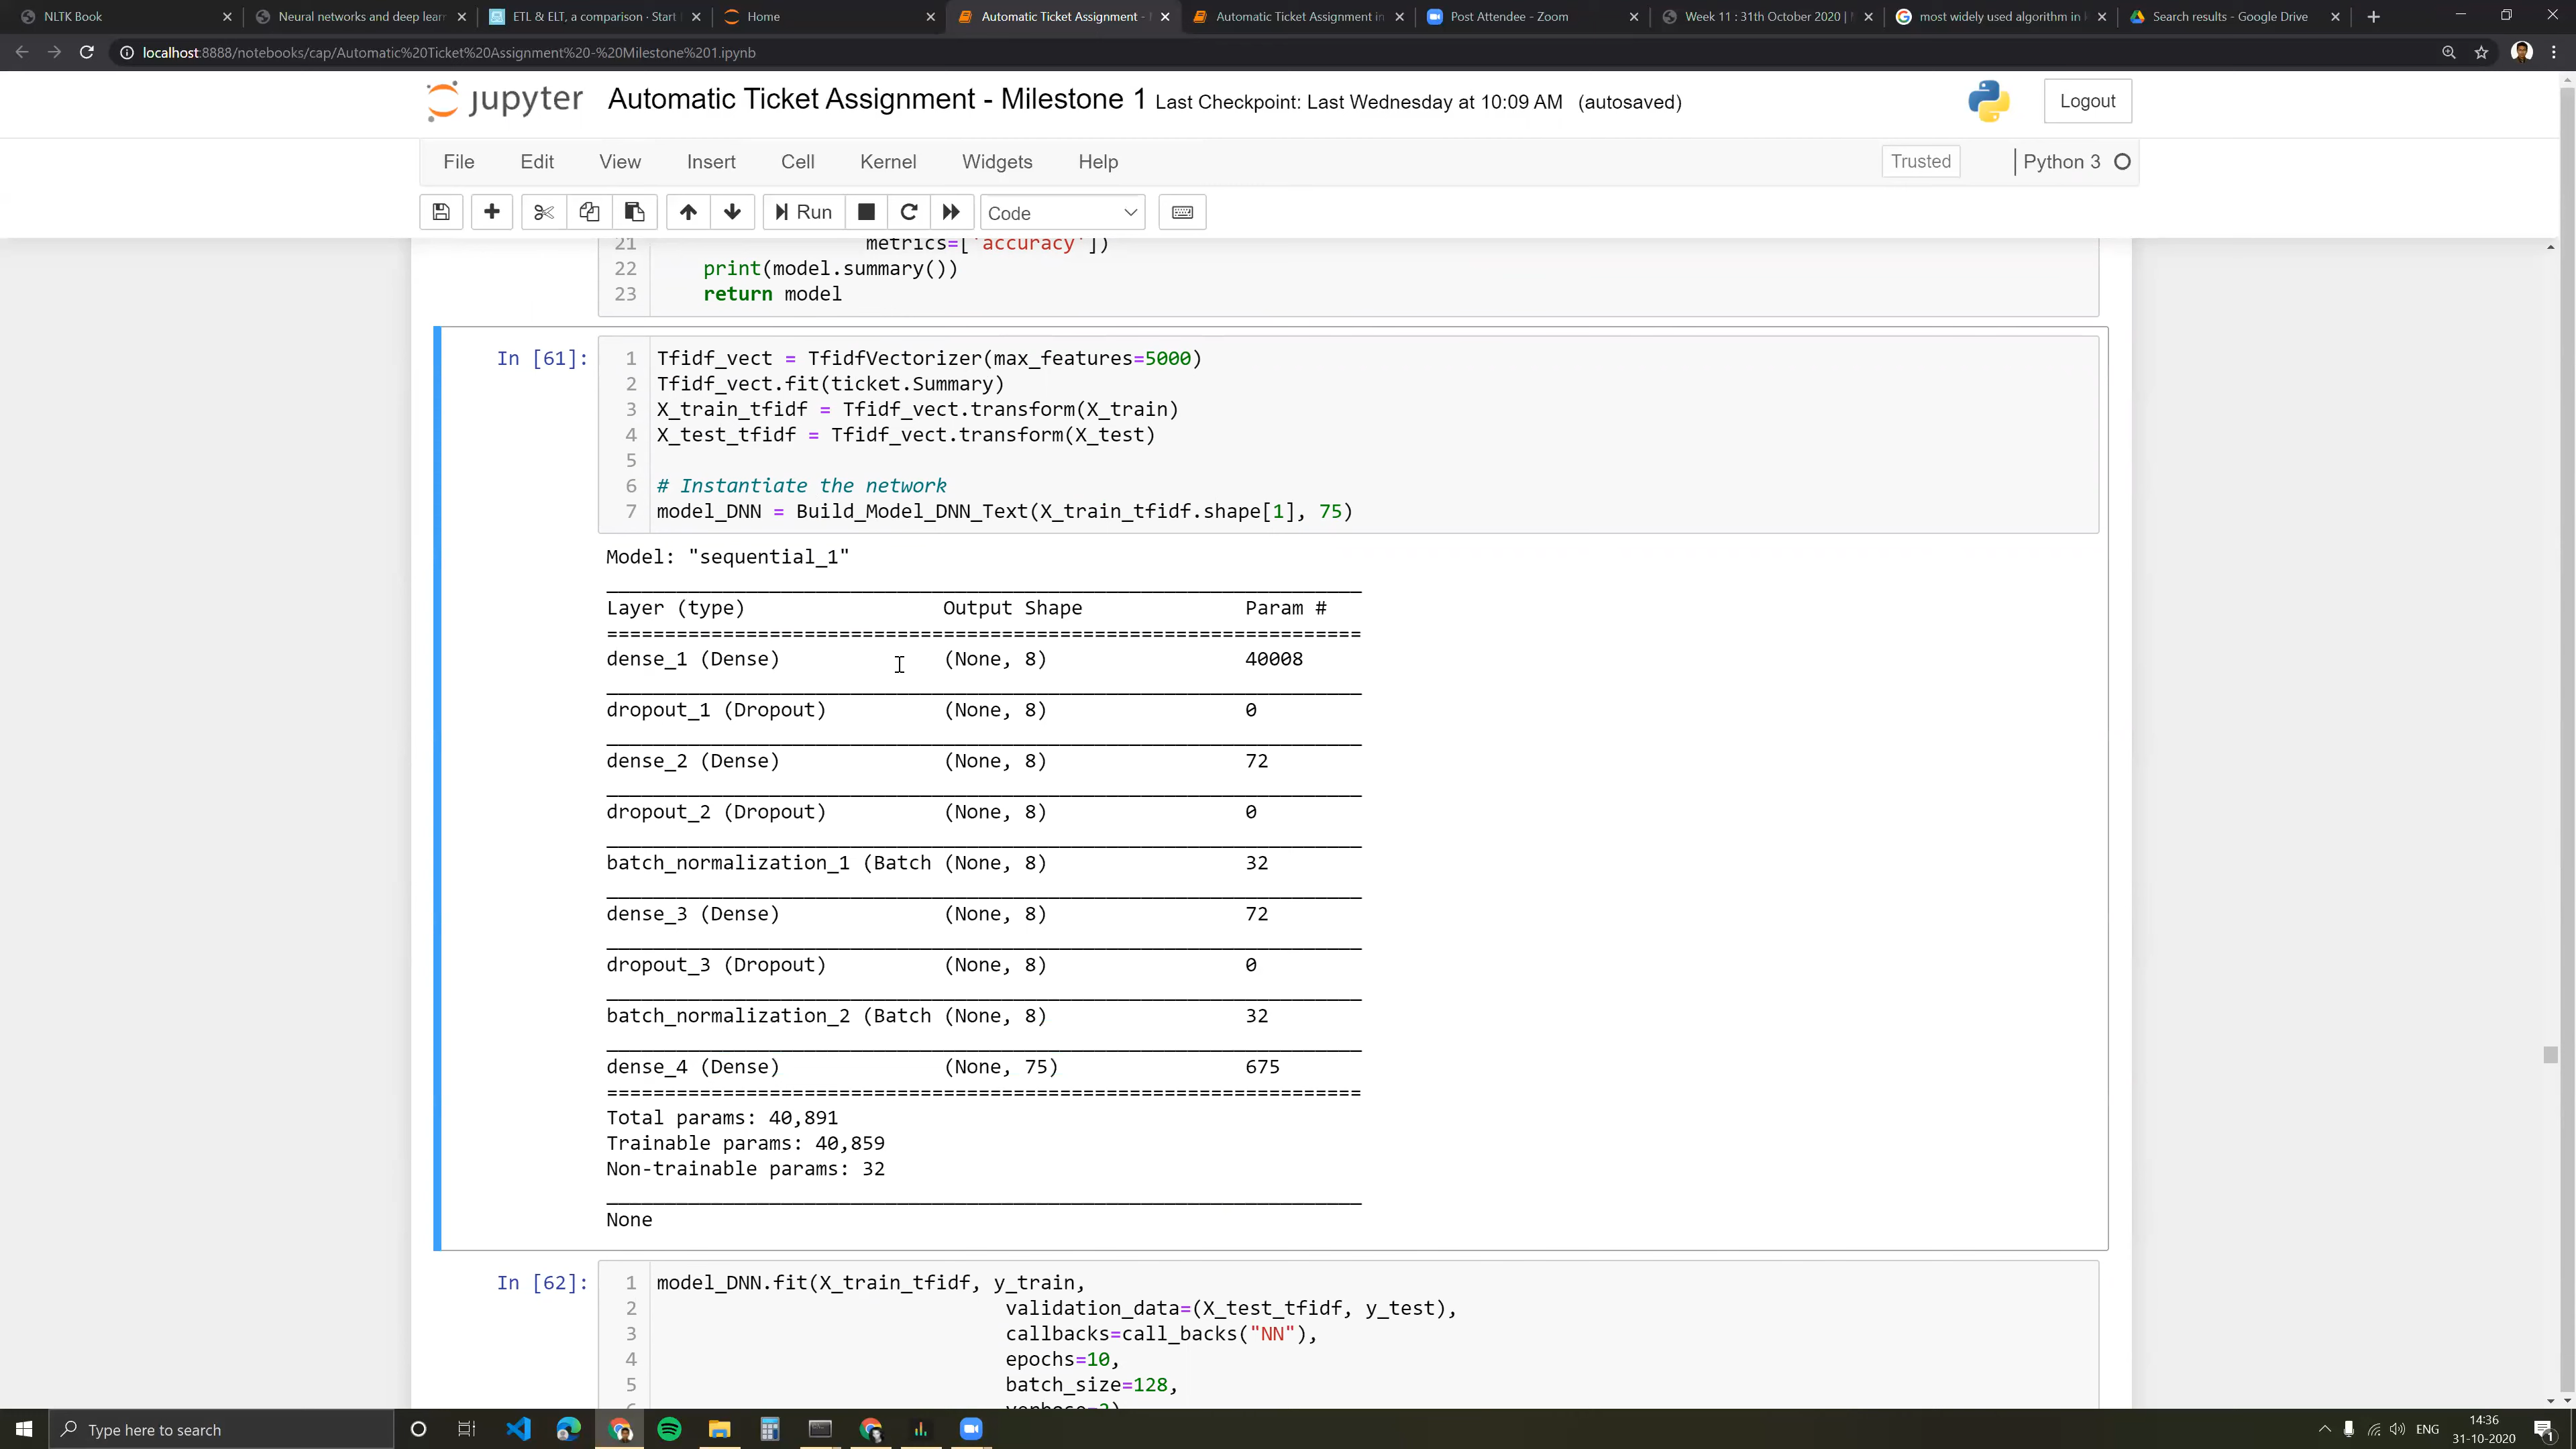 NLTK Book
Neural networks and deep lear
ETL & ELT, a comparison · Start
Home
Automatic Ticket Assignment -
Automatic Ticket Assignment in
Post Attendee - Zoom
Week 11 : 31th October 2020 |
most widely used algorithm in
Search results - Google Drive
localhost:8888/notebooks/cap/Automatic%20Ticket%20Assignment%20-%20Milestone%201.ipynb
jupyter Automatic Ticket Assignment - Milestone 1 Last Checkpoint: Last Wednesday at 10:09 AM (autosaved)
Logout
File Edit View Insert Cell Kernel Widgets Help
Trusted
Python 3
Run
Code
21 metrics=['accuracy'])
22 print(model.summary())
23 return model
In [61]:
1 Tfidf_vect = TfidfVectorizer(max_features=5000)
2 Tfidf_vect.fit(ticket.Summary)
3 X_train_tfidf = Tfidf_vect.transform(X_train)
4 X_test_tfidf = Tfidf_vect.transform(X_test)
5
6 # Instantiate the network
7 model_DNN = Build_Model_DNN_Text(X_train_tfidf.shape[1], 75)
Model: "sequential_1"
Layer (type) Output Shape Param #
=================================================================
dense_1 (Dense) (None, 8) 40008
dropout_1 (Dropout) (None, 8) 0
dense_2 (Dense) (None, 8) 72
dropout_2 (Dropout) (None, 8) 0
batch_normalization_1 (Batch (None, 8) 32
dense_3 (Dense) (None, 8) 72
dropout_3 (Dropout) (None, 8) 0
batch_normalization_2 (Batch (None, 8) 32
dense_4 (Dense) (None, 75) 675
=================================================================
Total params: 40,891
Trainable params: 40,859
Non-trainable params: 32
None
In [62]:
1 model_DNN.fit(X_train_tfidf, y_train,
2 validation_data=(X_test_tfidf, y_test),
3 callbacks=call_backs("NN"),
4 epochs=10,
5 batch_size=128,
Type here to search
ENG
14:36
31-10-2020
1